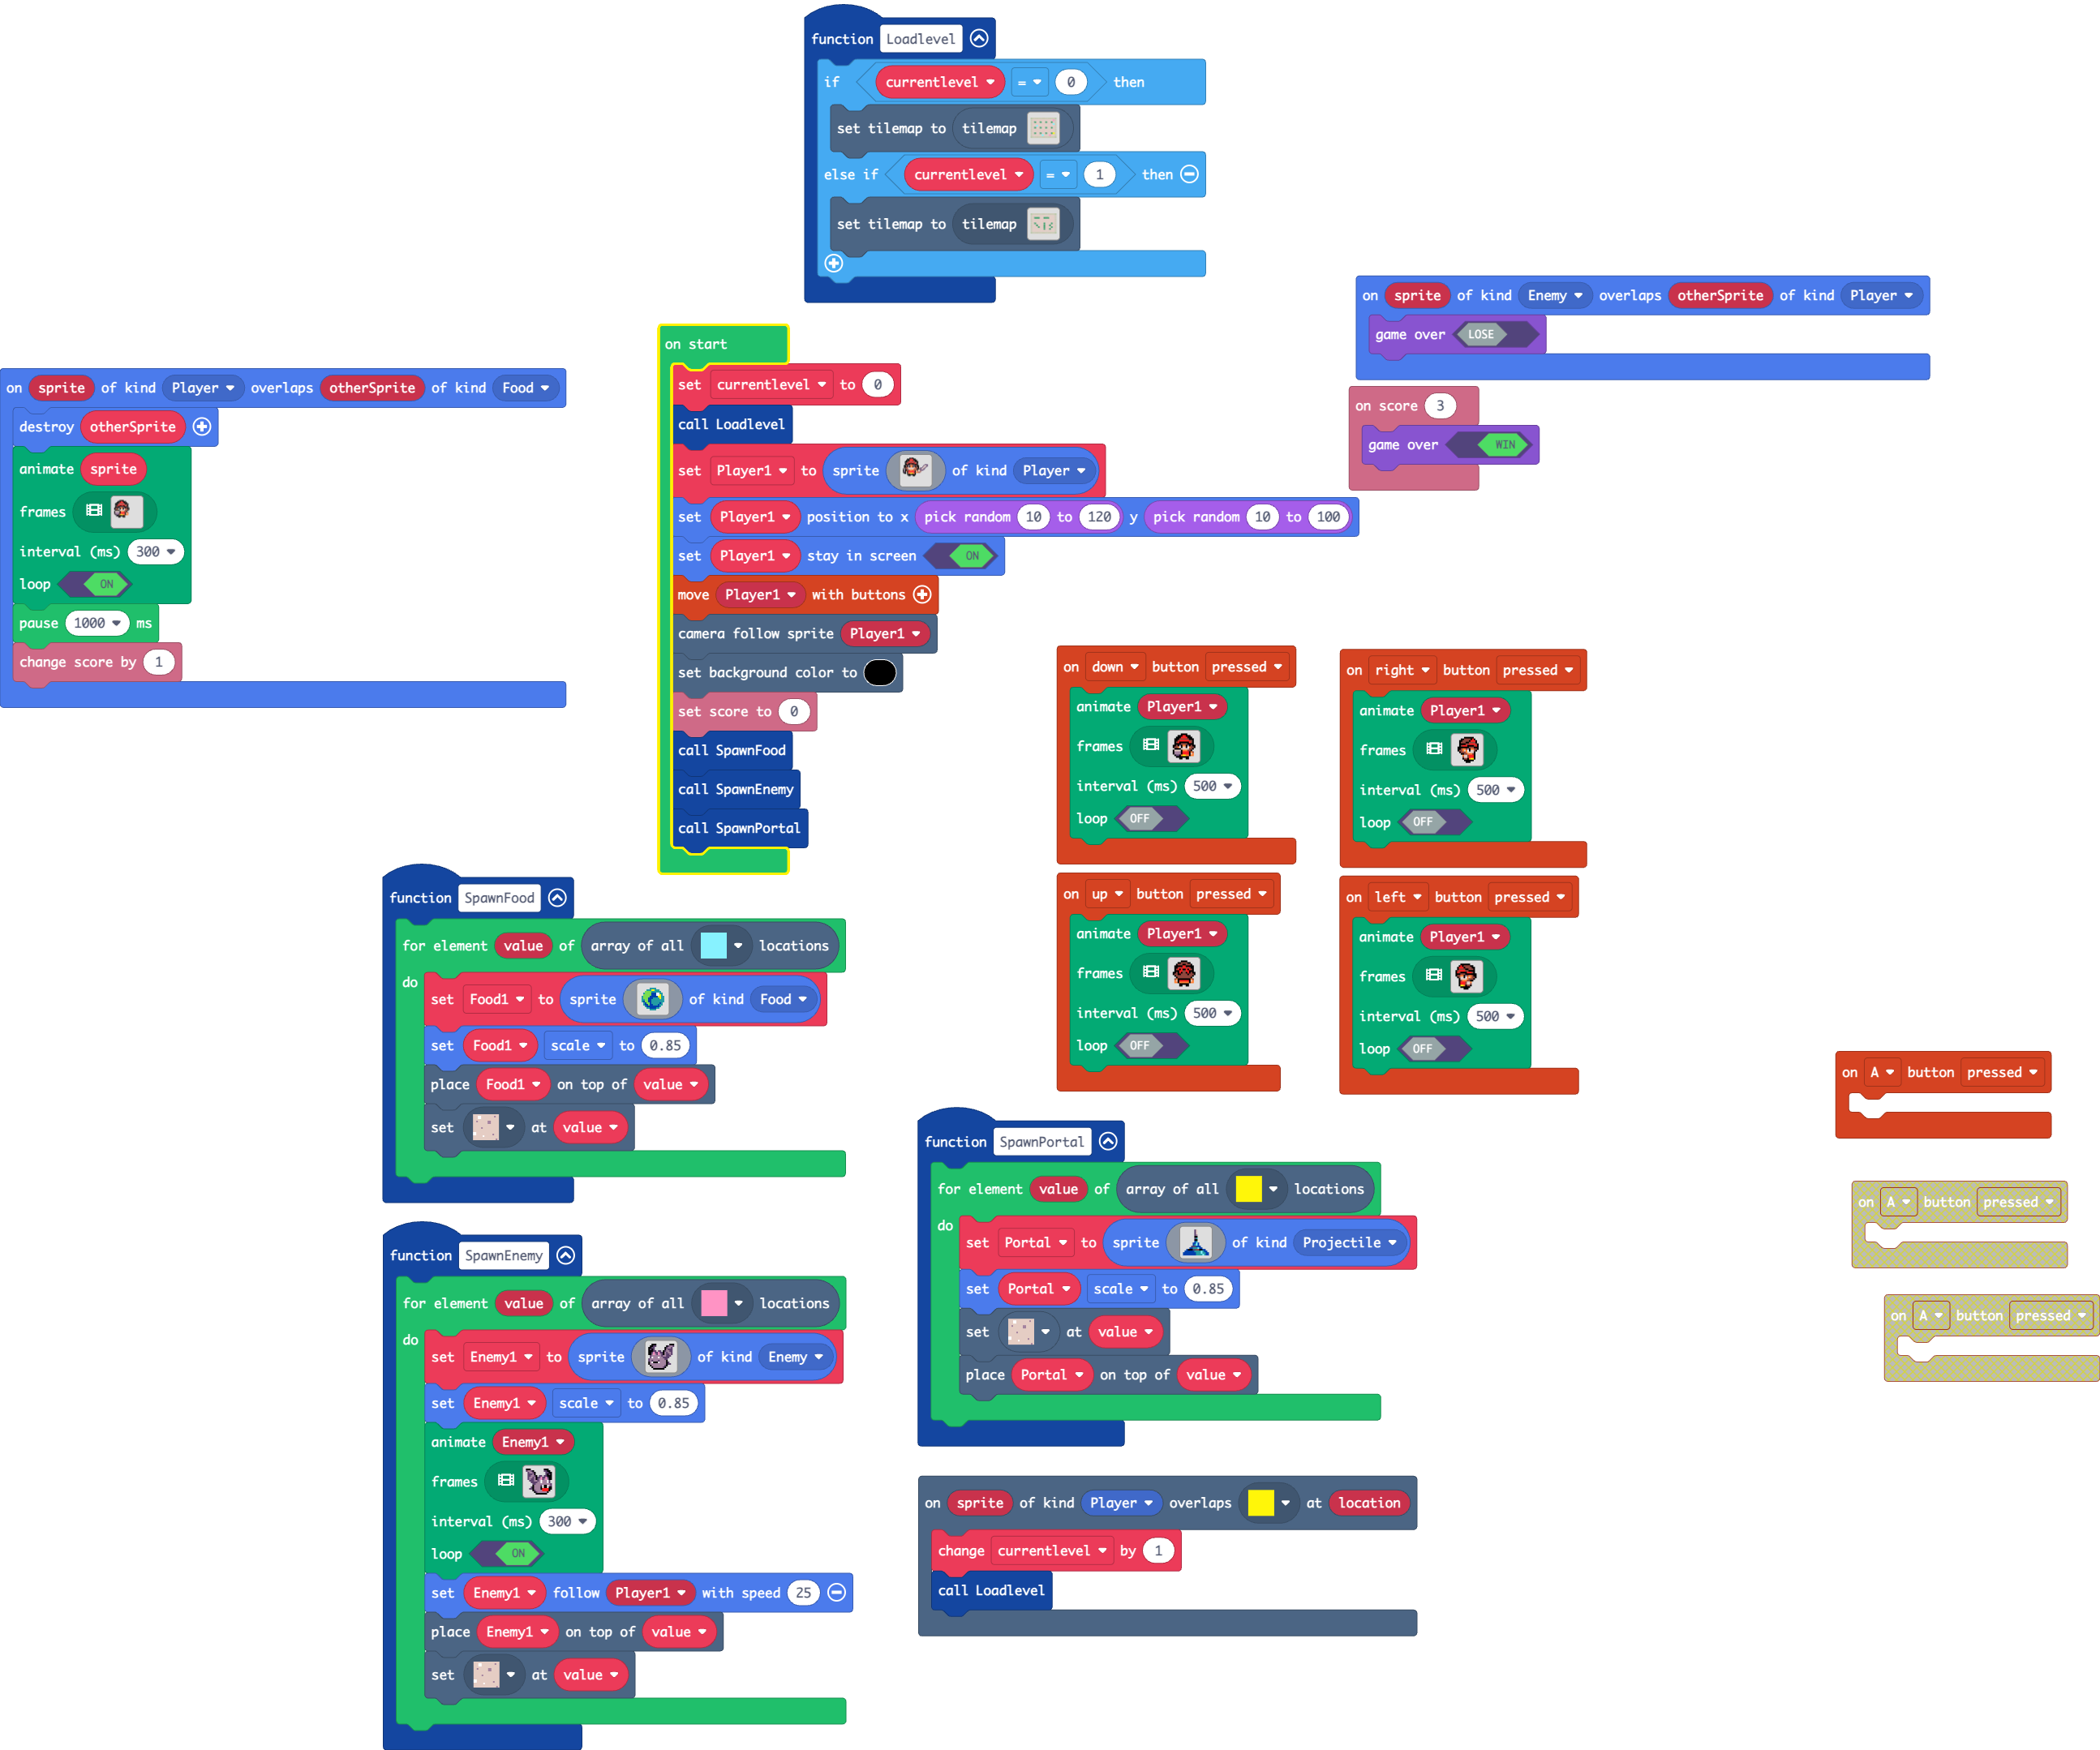 function Loadlevel
if currentlevel = 0 then
set tilemap to tilemap
else if currentlevel = 1 then
set tilemap to tilemap
on sprite of kind Enemy overlaps otherSprite of kind Player
game over LOSE
on score 3
game over WIN
on sprite of kind Player overlaps otherSprite of kind Food
destroy otherSprite
animate sprite
frames
interval (ms) 300
loop ON
pause 1000 ms
change score by 1
on start
set currentlevel to 0
call Loadlevel
set Player1 to sprite of kind Player
set Player1 position to x pick random 10 to 120 y pick random 10 to 100
set Player1 stay in screen ON
move Player1 with buttons
camera follow sprite Player1
set background color to
set score to 0
call SpawnFood
call SpawnEnemy
call SpawnPortal
on down button pressed
animate Player1
frames
interval (ms) 500
loop OFF
on right button pressed
animate Player1
frames
interval (ms) 500
loop OFF
on up button pressed
animate Player1
frames
interval (ms) 500
loop OFF
on left button pressed
animate Player1
frames
interval (ms) 500
loop OFF
function SpawnFood
for element value of array of all locations
do
set Food1 to sprite of kind Food
set Food1 scale to 0.85
place Food1 on top of value
set at value
function SpawnEnemy
for element value of array of all locations
do
set Enemy1 to sprite of kind Enemy
set Enemy1 scale to 0.85
animate Enemy1
frames
interval (ms) 300
loop ON
set Enemy1 follow Player1 with speed 25
place Enemy1 on top of value
set at value
function SpawnPortal
for element value of array of all locations
do
set Portal to sprite of kind Projectile
set Portal scale to 0.85
set at value
place Portal on top of value
on sprite of kind Player overlaps at location
change currentlevel by 1
call Loadlevel
on A button pressed
on A button pressed
on A button pressed